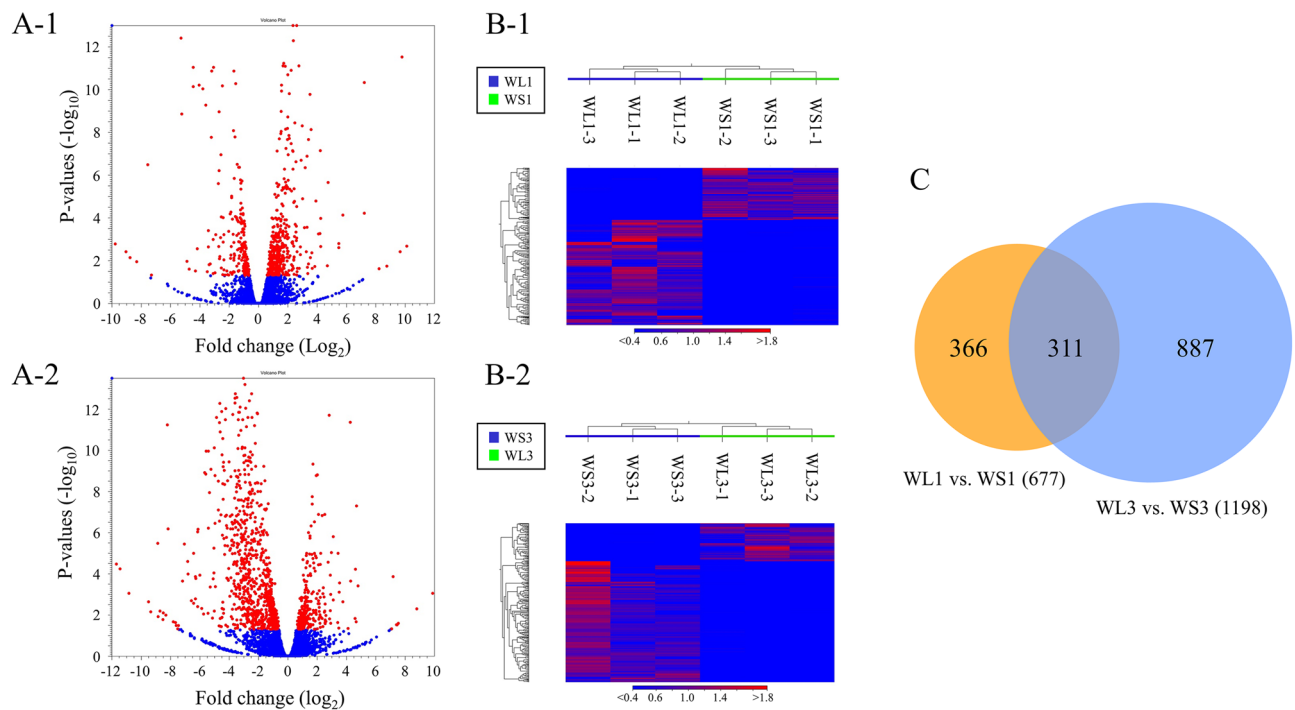 A-1
Volcano Plot
P-values (-log10)
12
10
8
6
4
2
0
-10 -8 -6 -4 -2 0 2 4 6 8 10 12
Fold change (Log2)
B-1
WL1
WS1
WL1-3 WL1-1 WL1-2 WS1-2 WS1-3 WS1-1
<0.4 0.6 1.0 1.4 >1.8
A-2
Volcano Plot
P-values (-log10)
12
10
8
6
4
2
0
-12 -10 -8 -6 -4 -2 0 2 4 6 8 10
Fold change (log2)
B-2
WS3
WL3
WS3-2 WS3-1 WS3-3 WL3-1 WL3-3 WL3-2
<0.4 0.6 1.0 1.4 >1.8
C
366 311 887
WL1 vs. WS1 (677)
WL3 vs. WS3 (1198)